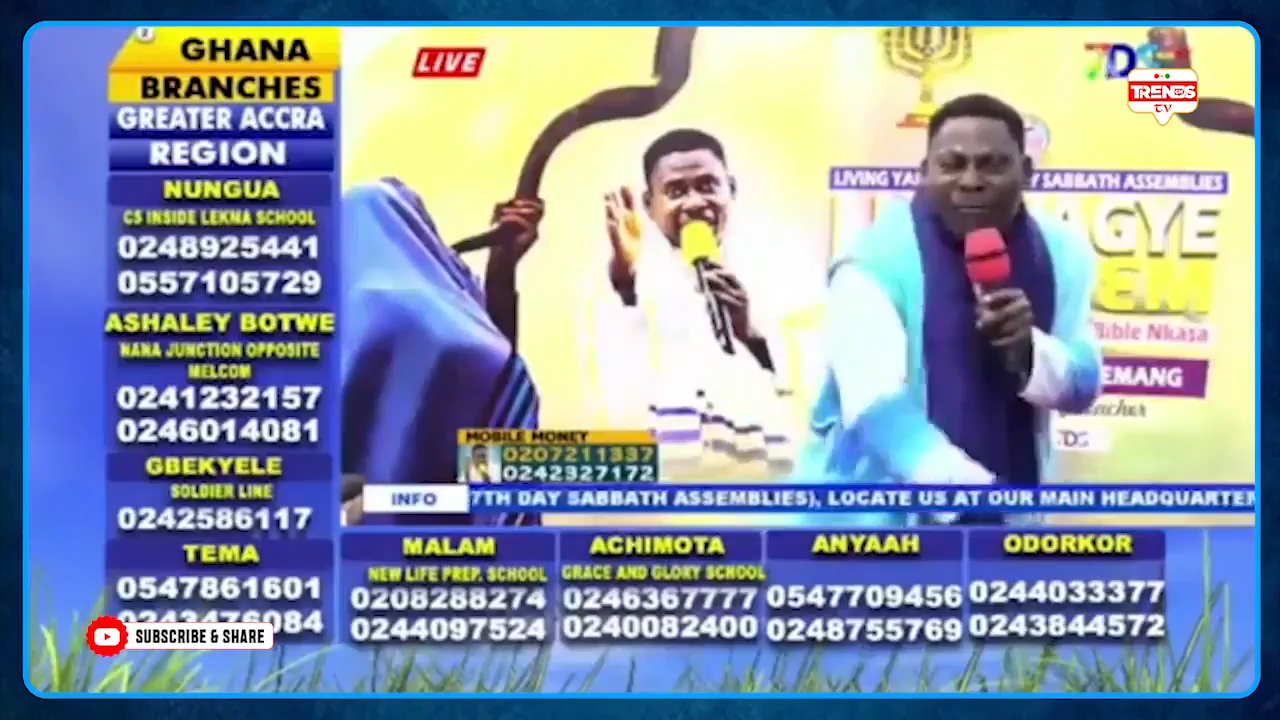 GHANA
BRANCHES
GREATER ACCRA
REGION
NUNGUA
CS INSIDE LEKNA SCHOOL
0248925441
0557105729
ASHALEY BOTWE
NANA JUNCTION OPPOSITE
MELCOM
0241232157
0246014081
GBEKYELE
SOLDIER LINE
0242586117
TEMA
0547861601
SUBSCRIBE & SHARE
LIVE
7DS
TRENDS
TV
LIVING
SABBATH ASSEMBLIES
AGYE
Bible Nkasa
EMANG
7DS
MOBILE MONEY
0207211337
0242327172
INFO
7TH DAY SABBATH ASSEMBLIES), LOCATE US AT OUR MAIN HEADQUARTER
MALAM
NEW LIFE PREP. SCHOOL
0208288274
0244097524
ACHIMOTA
GRACE AND GLORY SCHOOL
0246367777
0240082400
ANYAAH
0547709456
0248755769
ODORKOR
0244033377
0243844572